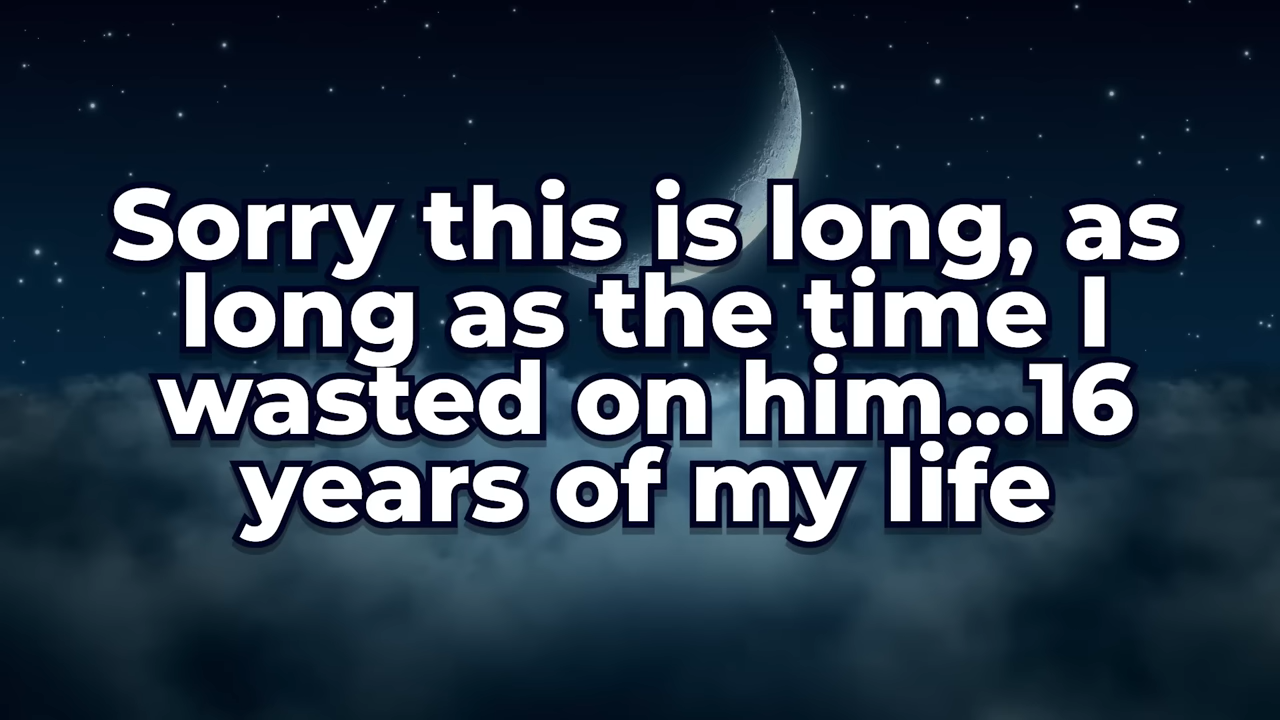 Sorry this is long, as
long as the time I
wasted on him...16
years of my life